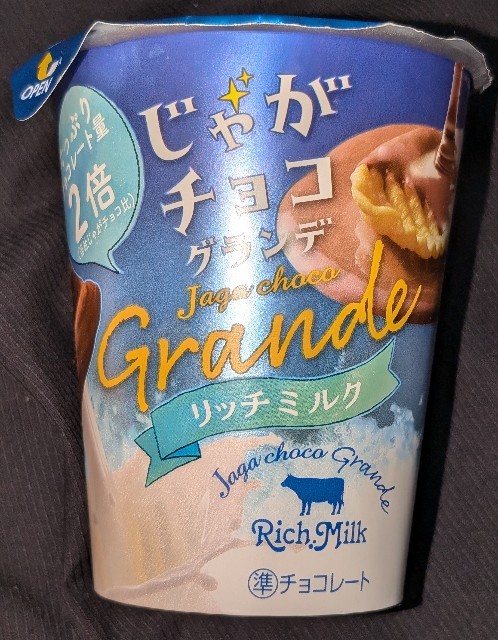 OPEN
っぷり
コレート量
2倍
じゃが
チョコ
グランデ
Jaga choco
Grande
リッチミルク
Jaga choco Grande
Rich.Milk
準チョコレート